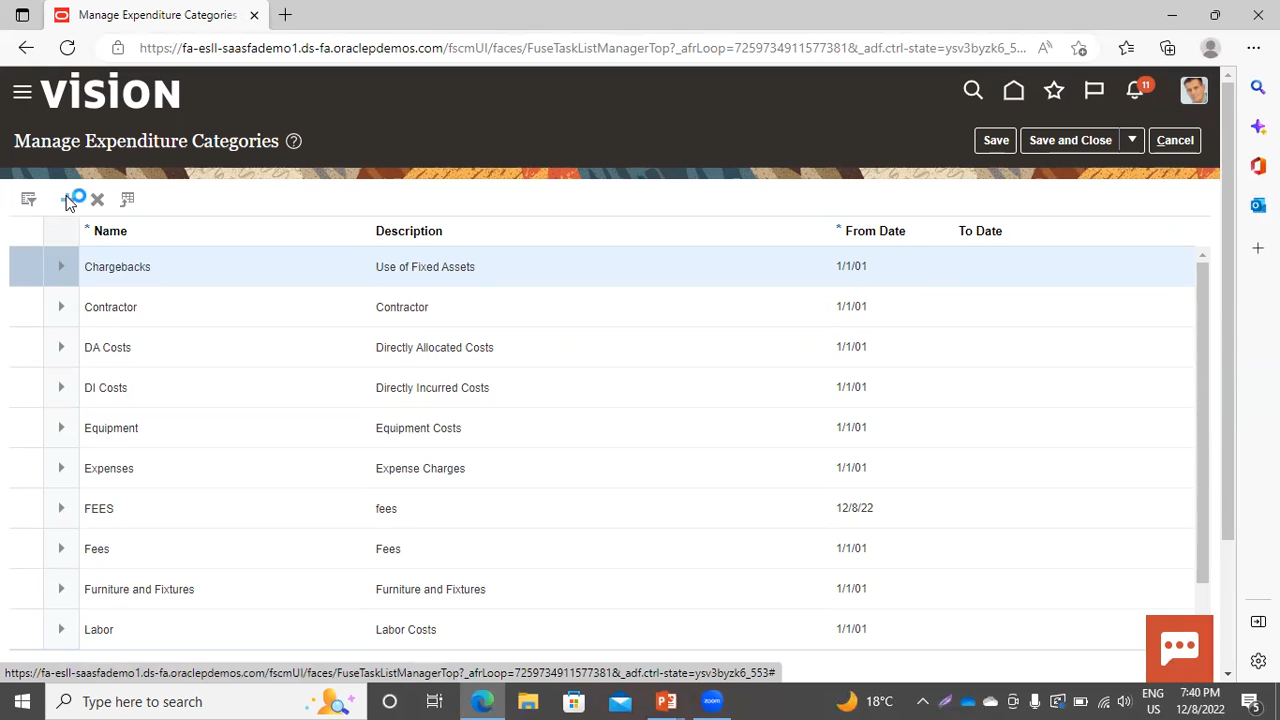 Manage Expenditure Categories
https://fa-esll-saasfademo1.ds-fa.oraclepdemos.com/fscmUI/faces/FuseTaskListManagerTop?_afrLoop=7259734911577381&_adf.ctrl-state=ysv3byzk6_5...
VISION
11
Manage Expenditure Categories
Save
Save and Close
Cancel
* Name Description * From Date To Date
Chargebacks Use of Fixed Assets 1/1/01
Contractor Contractor 1/1/01
DA Costs Directly Allocated Costs 1/1/01
DI Costs Directly Incurred Costs 1/1/01
Equipment Equipment Costs 1/1/01
Expenses Expense Charges 1/1/01
FEES fees 12/8/22
Fees Fees 1/1/01
Furniture and Fixtures Furniture and Fixtures 1/1/01
Labor Labor Costs 1/1/01
https://fa-esll-saasfademo1.ds-fa.oraclepdemos.com/fscmUI/faces/FuseTaskListManagerTop?_afrLoop=7259734911577381&_adf.ctrl-state=ysv3byzk6_553#
Type here to search
18°C
ENG
US
7:40 PM
12/8/2022
5